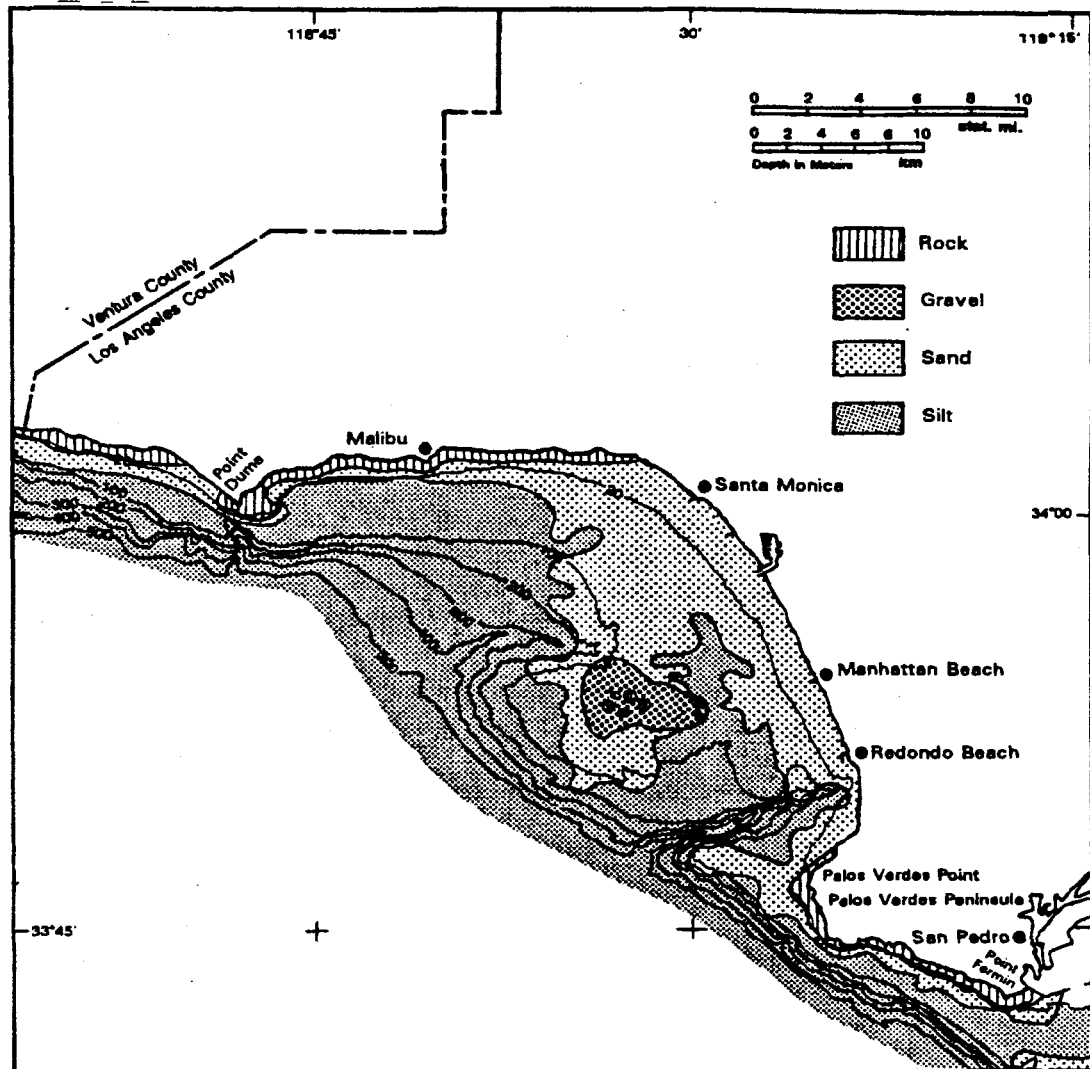 118°45'
30'
119°15'
0 2 4 6 8 10
stat. mi.
0 2 4 6 8 10
Depth in Meters km
Rock
Gravel
Sand
Silt
Ventura County
Los Angeles County
Point
Dume
Malibu
Santa Monica
34°00
20
Manhattan Beach
Redondo Beach
Palos Verdes Point
Palos Verdes Peninsula
33°45
San Pedro
Point
Fermin